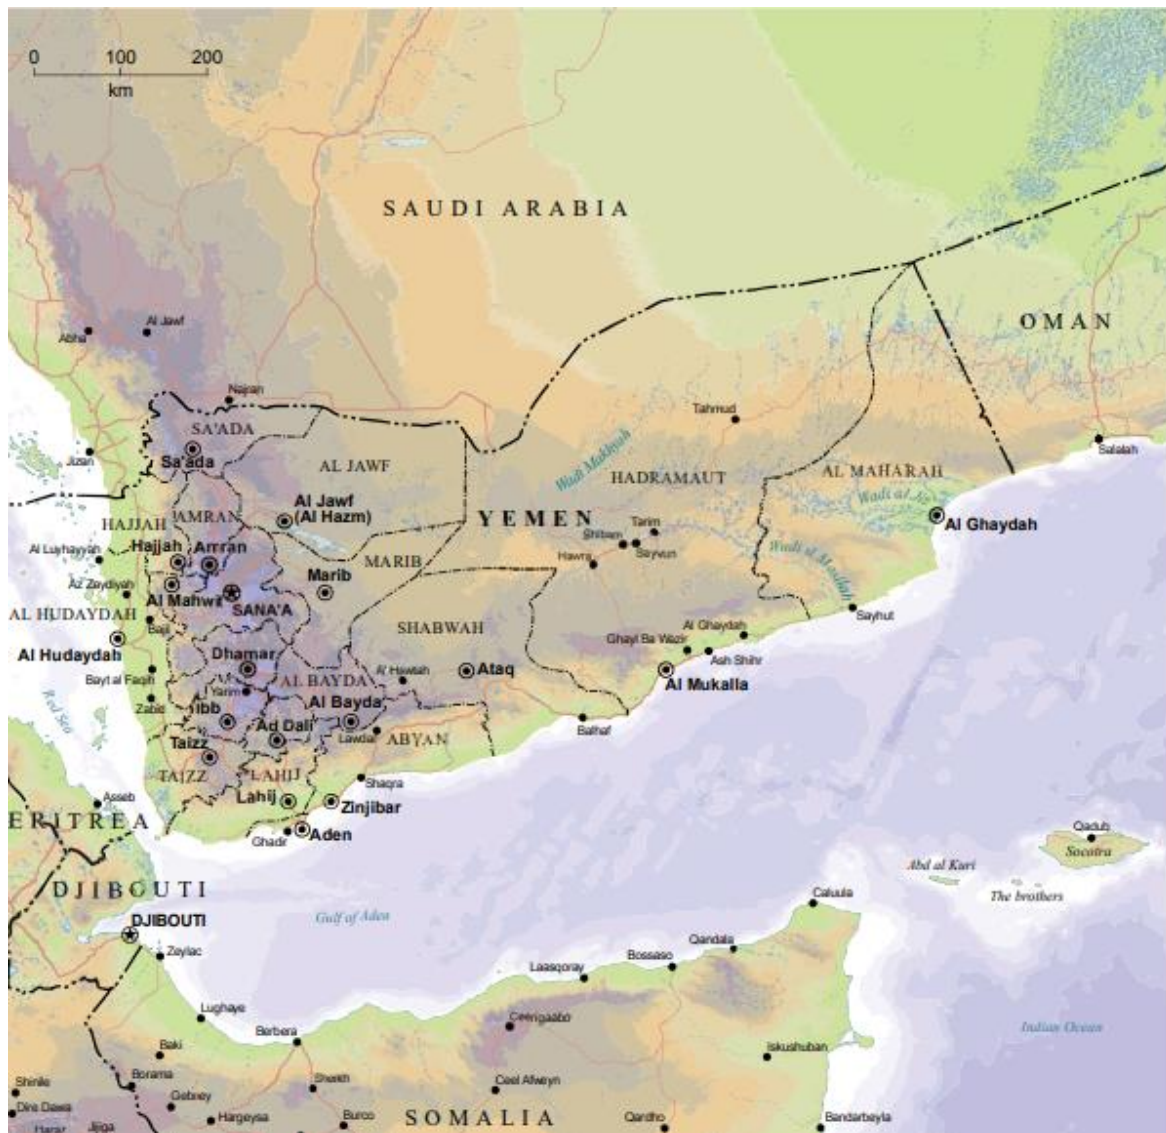 0 100 200
km
SAUDI ARABIA
OMAN
Al Jawf
Abha
Najran
Tahmud
Salalah
SA'ADA
Jizan
Sa'ada
AL JAWF
Wadi Makhyah
HADRAMAUT
AL MAHARAH
Al Jawf
(Al Hazm)
Al Ghaydah
HAJJAH
AMRAN
YEMEN
Tarim
Shibam
Sayvun
Hawra
Wadi al Masilah
Al Luhayyah
Hajjah
Amran
MARIB
Az Zaydiyah
Marib
Al Mahwit
SANA'A
AL HUDAYDAH
Bajil
SHABWAH
Al Ghaydah
Sayhut
Ghayl Ba Wazir
Al Hudaydah
Dhamar
Ash Shihr
Bayt al Faqih
AL BAYDA
A' Hawtah
Ataq
Al Mukalla
Yarim
Zabid
Ibb
Al Bayda
Red Sea
Ad Dali
Lawdar
ABYAN
Balhaf
Taizz
TAIZZ
LAHIJ
Shaqra
Asseb
Lahij
Zinjibar
ERITREA
Ghadir
Aden
Qadub
Socotra
Abd al Kuri
The brothers
DJIBOUTI
Caluula
DJIBOUTI
Gulf of Aden
Zeylac
Qandala
Bossaso
Laasqoray
Lughaye
Ceerigaabo
Indian Ocean
Berbera
Baki
Iskushuban
Borama
Sheikh
Ceel Afweyn
Shinile
Gebiley
Dire Dawa
Hargeysa
Burco
SOMALIA
Qardho
Bandarbeyla
Harar
Jijiga